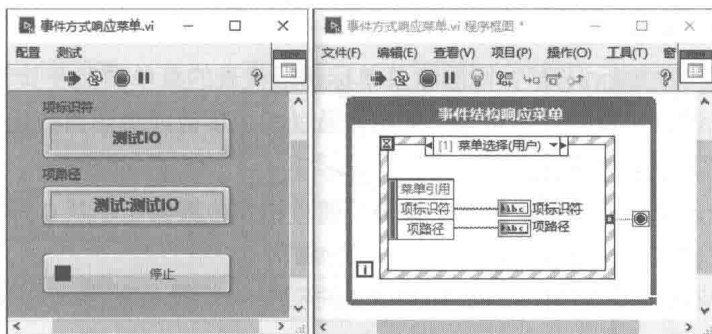 事件方式响应菜单.vi
配置 测试
项标识符
测试IO
项路径
测试:测试IO
停止
事件方式响应菜单.vi 程序框图 *
文件(F) 编辑(E) 查看(V) 项目(P) 操作(O) 工具(T) 窗
事件结构响应菜单
[1] 菜单选择(用户)
菜单引用
项标识符
项路径
abc 项标识符
abc 项路径
i